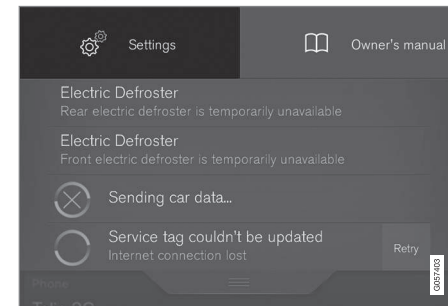 Settings
Owner's manual
Electric Defroster
Rear electric defroster is temporarily unavailable
Electric Defroster
Front electric defroster is temporarily unavailable
Sending car data...
Service tag couldn't be updated
Internet connection lost
Retry
Phone
G057403